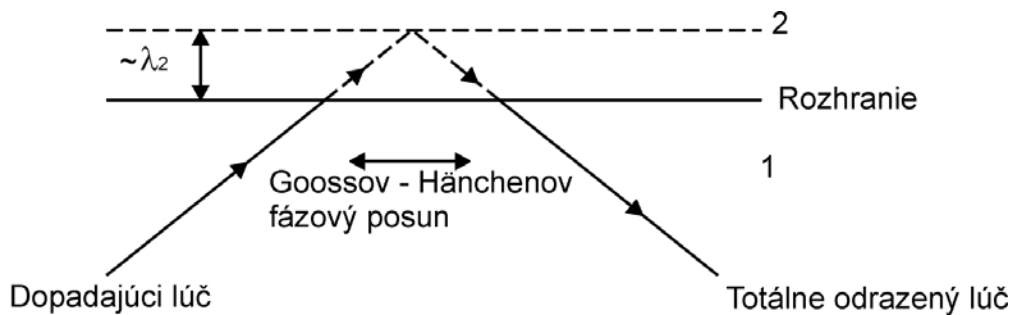 2
~λ₂
Rozhranie
1
Goossov - Hänchenov
fázový posun
Dopadajúci lúč
Totálne odrazený lúč